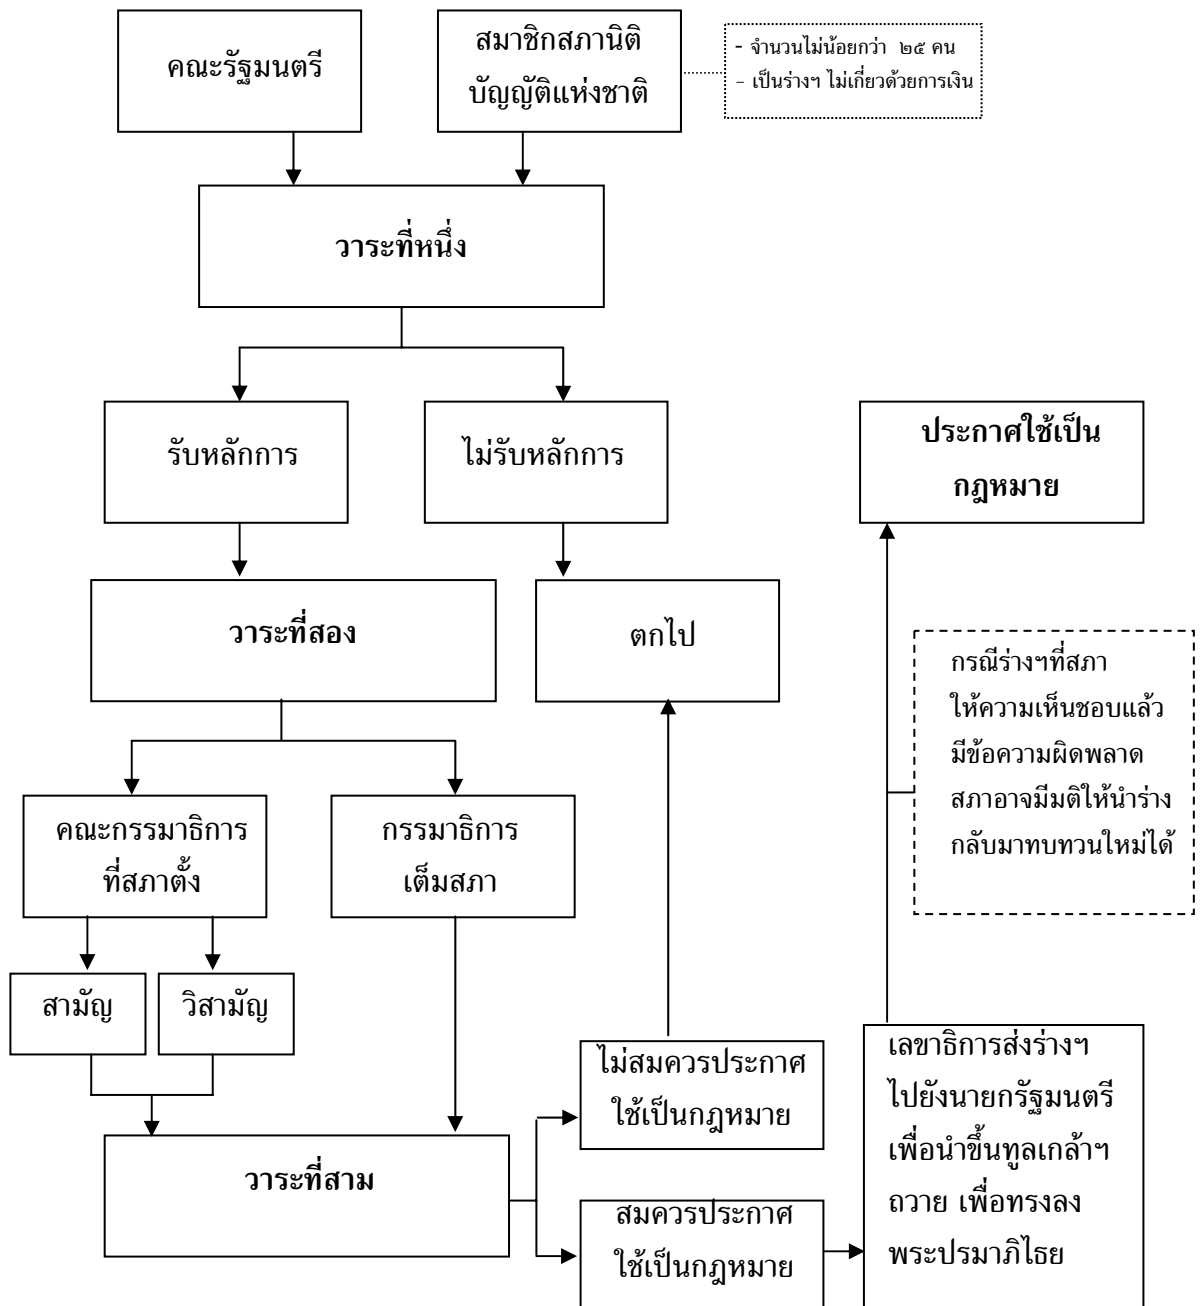 คณะรัฐมนตรี
สมาชิกสภานิติ
บัญญัติแห่งชาติ
- จำนวนไม่น้อยกว่า ๒๕ คน
- เป็นร่างฯ ไม่เกี่ยวด้วยการเงิน
วาระที่หนึ่ง
รับหลักการ
ไม่รับหลักการ
ประกาศใช้เป็น
กฎหมาย
วาระที่สอง
ตกไป
กรณีร่างฯที่สภา
ให้ความเห็นชอบแล้ว
มีข้อความผิดพลาด
สภาอาจมีมติให้นำร่าง
กลับมาทบทวนใหม่ได้
คณะกรรมาธิการ
ที่สภาตั้ง
กรรมาธิการ
เต็มสภา
สามัญ
วิสามัญ
ไม่สมควรประกาศ
ใช้เป็นกฎหมาย
เลขาธิการส่งร่างฯ
ไปยังนายกรัฐมนตรี
เพื่อนำขึ้นทูลเกล้าฯ
ถวาย เพื่อทรงลง
พระปรมาภิไธย
วาระที่สาม
สมควรประกาศ
ใช้เป็นกฎหมาย